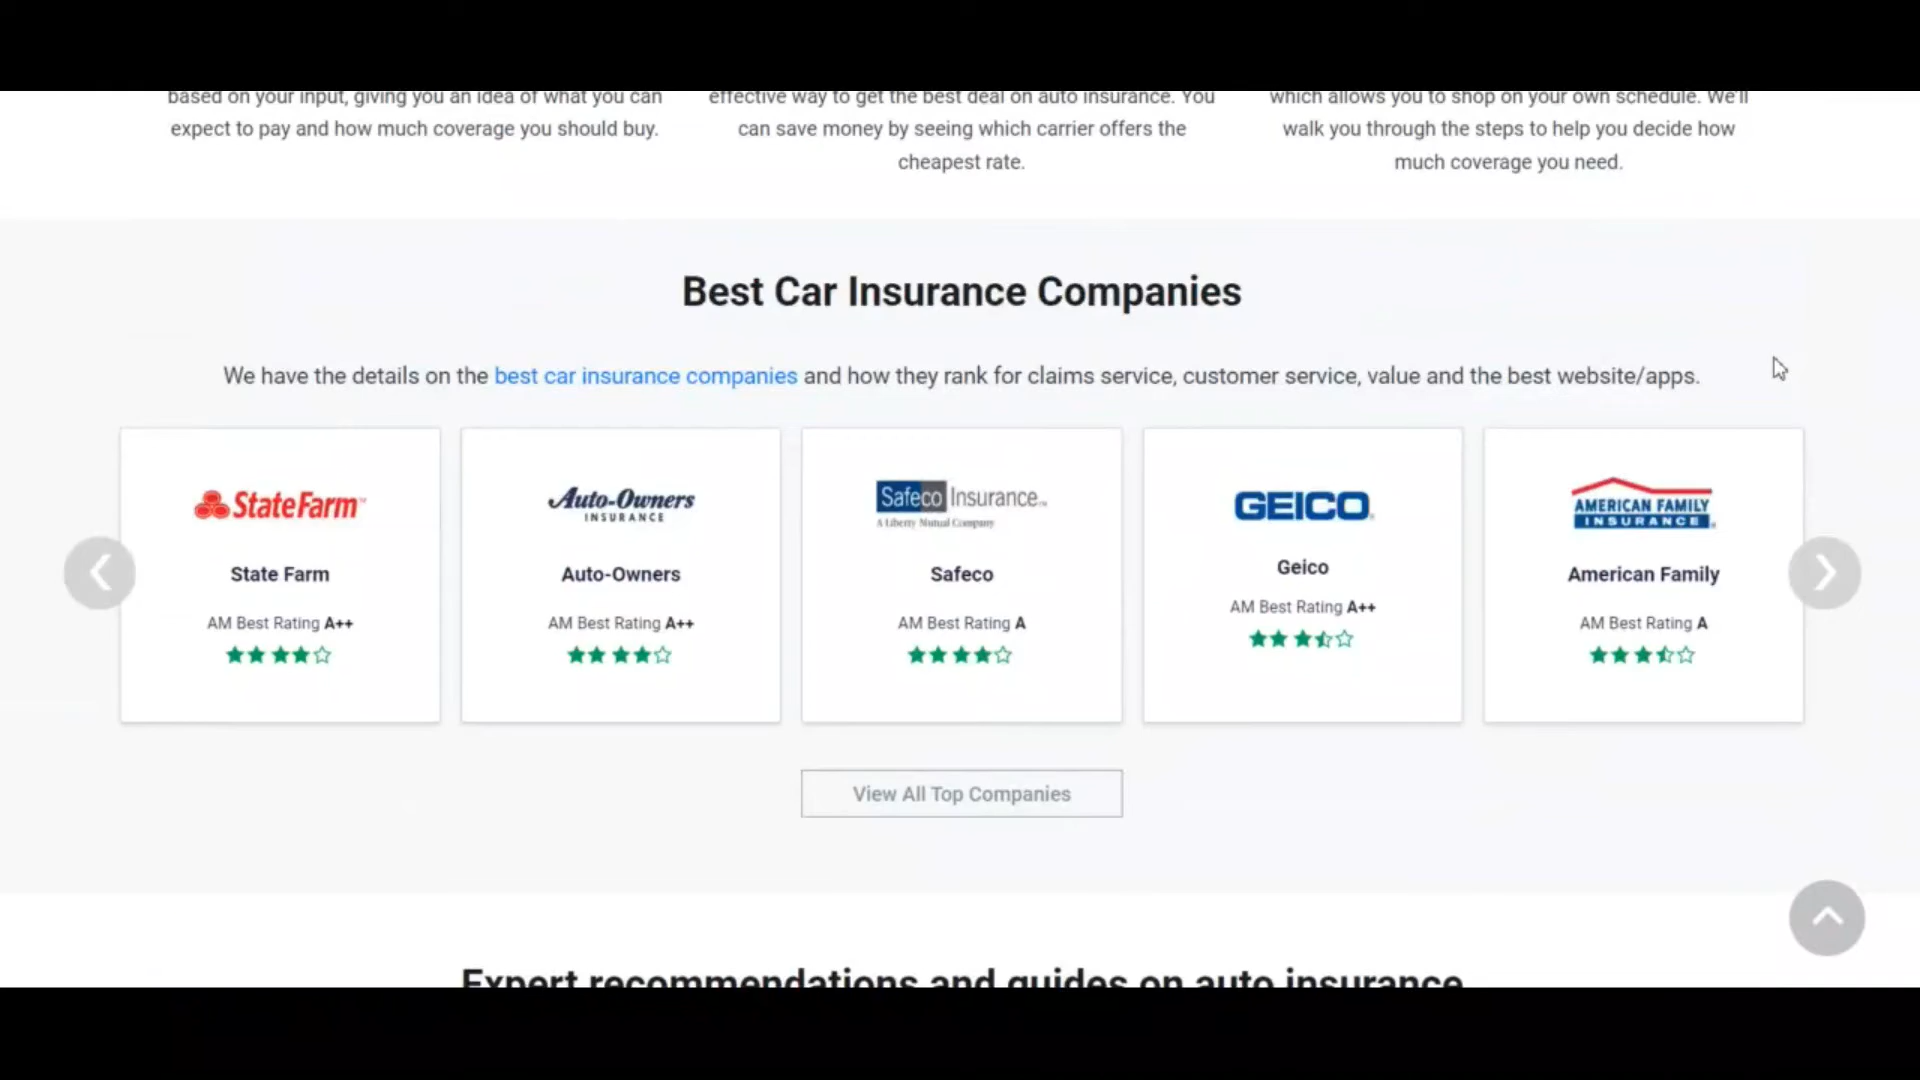 based on your input, giving you an idea of what you can
expect to pay and how much coverage you should buy.
effective way to get the best deal on auto insurance. You
can save money by seeing which carrier offers the
cheapest rate.
which allows you to shop on your own schedule. We'll
walk you through the steps to help you decide how
much coverage you need.
Best Car Insurance Companies
We have the details on the best car insurance companies and how they rank for claims service, customer service, value and the best website/apps.
StateFarm™
State Farm
AM Best Rating A++
Auto-Owners
INSURANCE
Auto-Owners
AM Best Rating A++
Safeco Insurance™
A Liberty Mutual Company
Safeco
AM Best Rating A
GEICO®
Geico
AM Best Rating A++
AMERICAN FAMILY
INSURANCE®
American Family
AM Best Rating A
View All Top Companies
Expert recommendations and guides on auto insurance